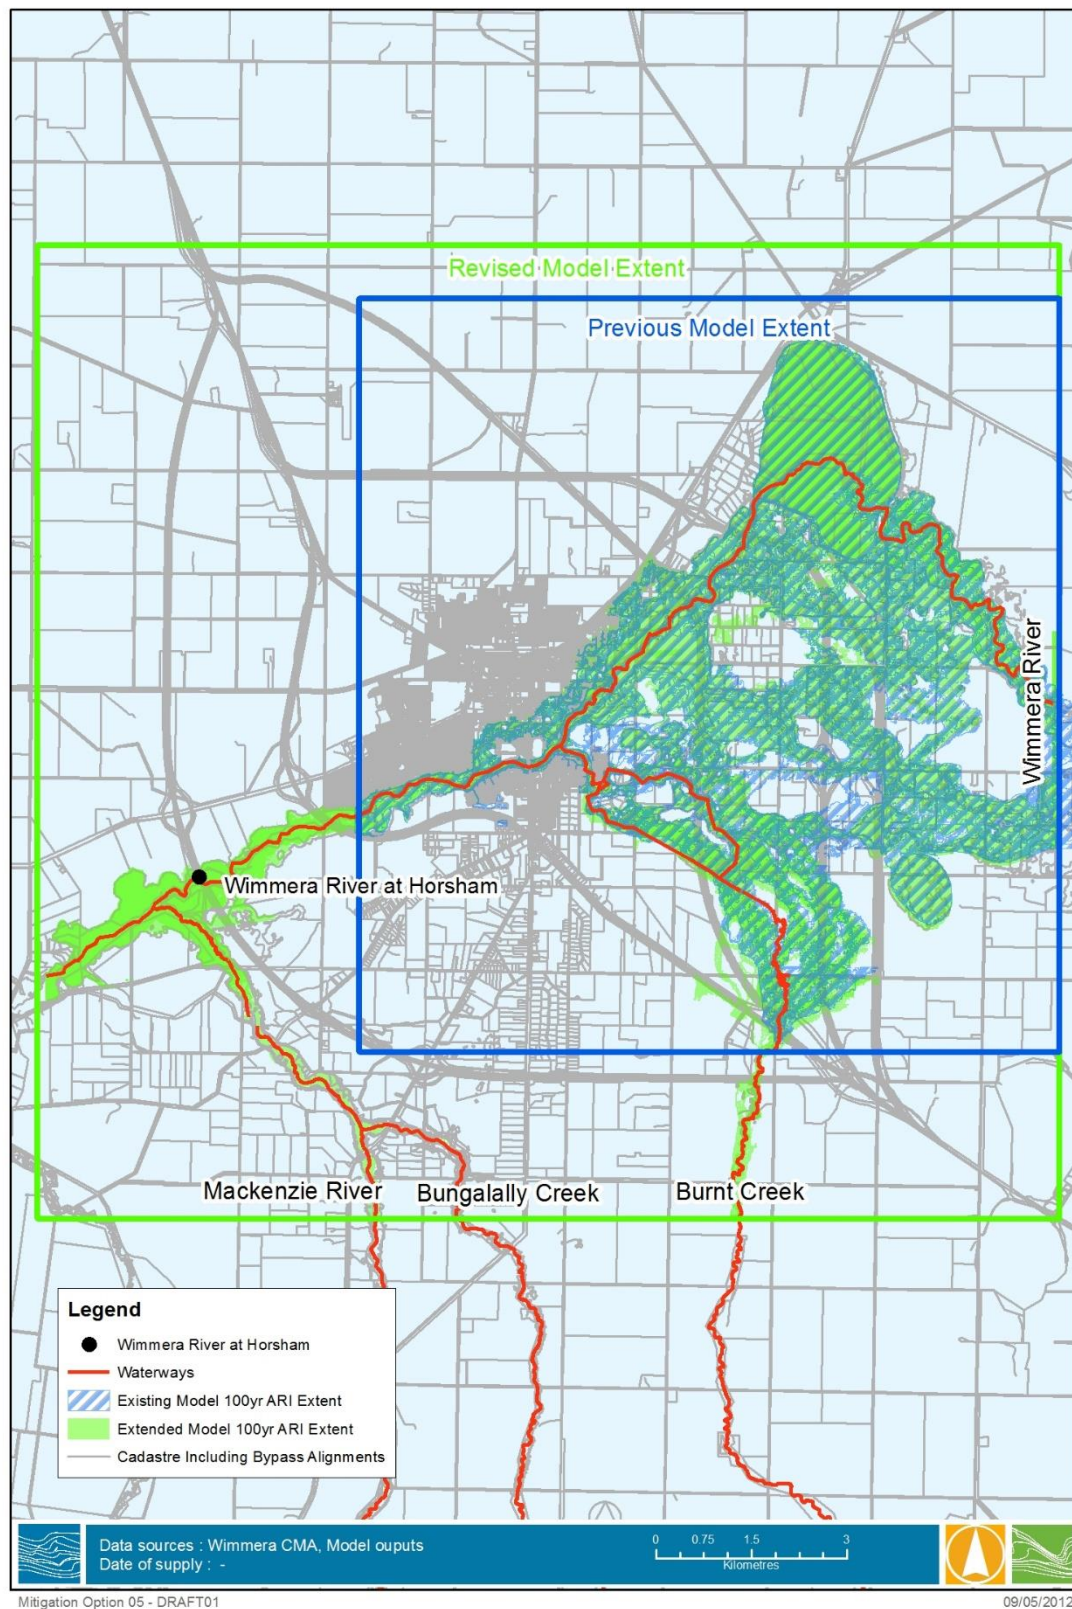 Revised Model Extent
Previous Model Extent
Wimmera River
Wimmera River at Horsham
Mackenzie River
Bungalally Creek
Burnt Creek
Legend
Wimmera River at Horsham
Waterways
Existing Model 100yr ARI Extent
Extended Model 100yr ARI Extent
Cadastre Including Bypass Alignments
Data sources : Wimmera CMA, Model ouputs
Date of supply : -
0 0.75 1.5 3
Kilometres
Mitigation Option 05 - DRAFT01
09/05/2012